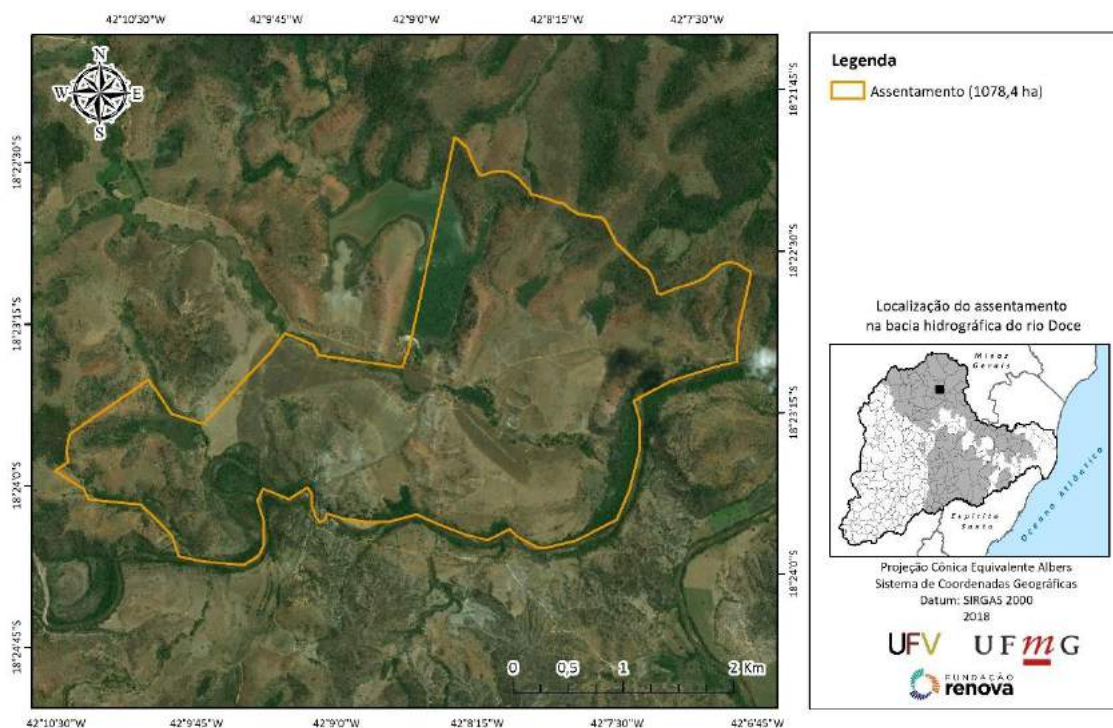 42°10'30"W 42°9'45"W 42°9'0"W 42°8'15"W 42°7'30"W
18°22'30"S
18°23'15"S
18°24'0"S
18°24'45"S
N
W E
S
18°21'45"S
18°22'30"S
18°23'15"S
18°24'0"S
0 0,5 1 2 Km
42°10'30"W 42°9'45"W 42°9'0"W 42°8'15"W 42°7'30"W 42°6'45"W
Legenda
Assentamento (1078,4 ha)
Localização do assentamento
na bacia hidrográfica do rio Doce
Minas
Gerais
Espírito
Santo
Oceano Atlântico
Projeção Cônica Equivalente Albers
Sistema de Coordenadas Geográficas
Datum: SIRGAS 2000
2018
UFV UFmG
FUNDAÇÃO
renova